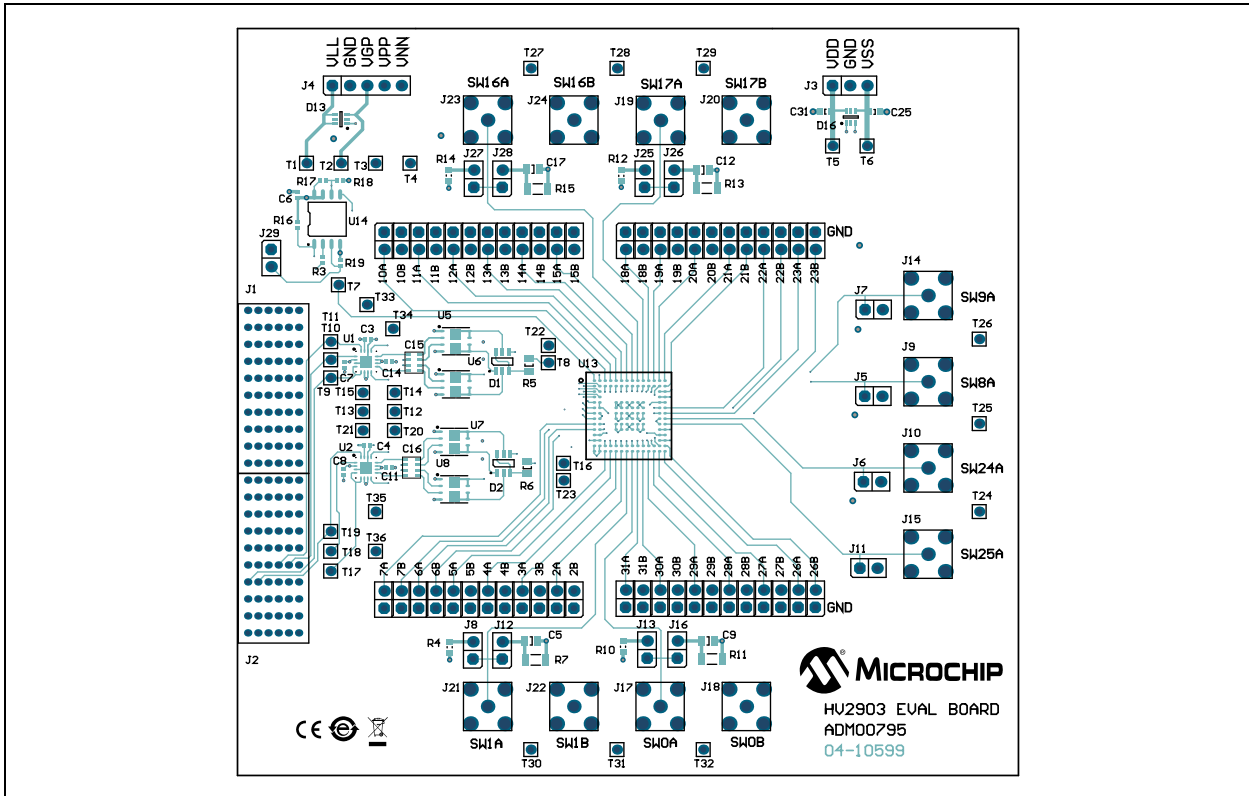 VLL
GND
VGP
VPP
VNN
J4
D13
T1
T2
T3
T4
T27
T28
T29
SW16A
SW16B
SW17A
SW17B
J23
J24
J19
J20
VDD
GND
VSS
J3
C31
C25
D16
T5
T6
R14
J27
J28
C17
R15
R12
J25
J26
C12
R13
R17
R18
C6
R16
U14
J29
R3
R19
T7
GND
10A
10B
11A
11B
12A
12B
13A
13B
14A
14B
15A
15B
18A
18B
19A
19B
20A
20B
21A
21B
22A
22B
23A
23B
J14
SW9A
J7
T26
J9
SW8A
J5
T25
J10
SW24A
J6
T24
J15
SW25A
J11
J1
T33
T34
T11
T10
U1
C3
C15
U5
U6
T22
T8
U13
C7
C14
D1
R5
T9
T15
T14
T13
T12
T21
T20
U2
C4
C16
U7
U8
C8
C11
D2
R6
T16
T23
T35
T19
T18
T36
T17
7A
7B
6A
6B
5A
5B
4A
4B
3A
3B
2A
2B
31A
31B
30A
30B
29A
29B
28A
28B
27A
27B
26A
26B
GND
J2
R4
J8
J12
C5
R7
R10
J13
J16
C9
R11
J21
J22
J17
J18
SW1A
SW1B
SW0A
SW0B
T30
T31
T32
CE
e
MICROCHIP
®
HV2903 EVAL BOARD
ADM00795
04-10599